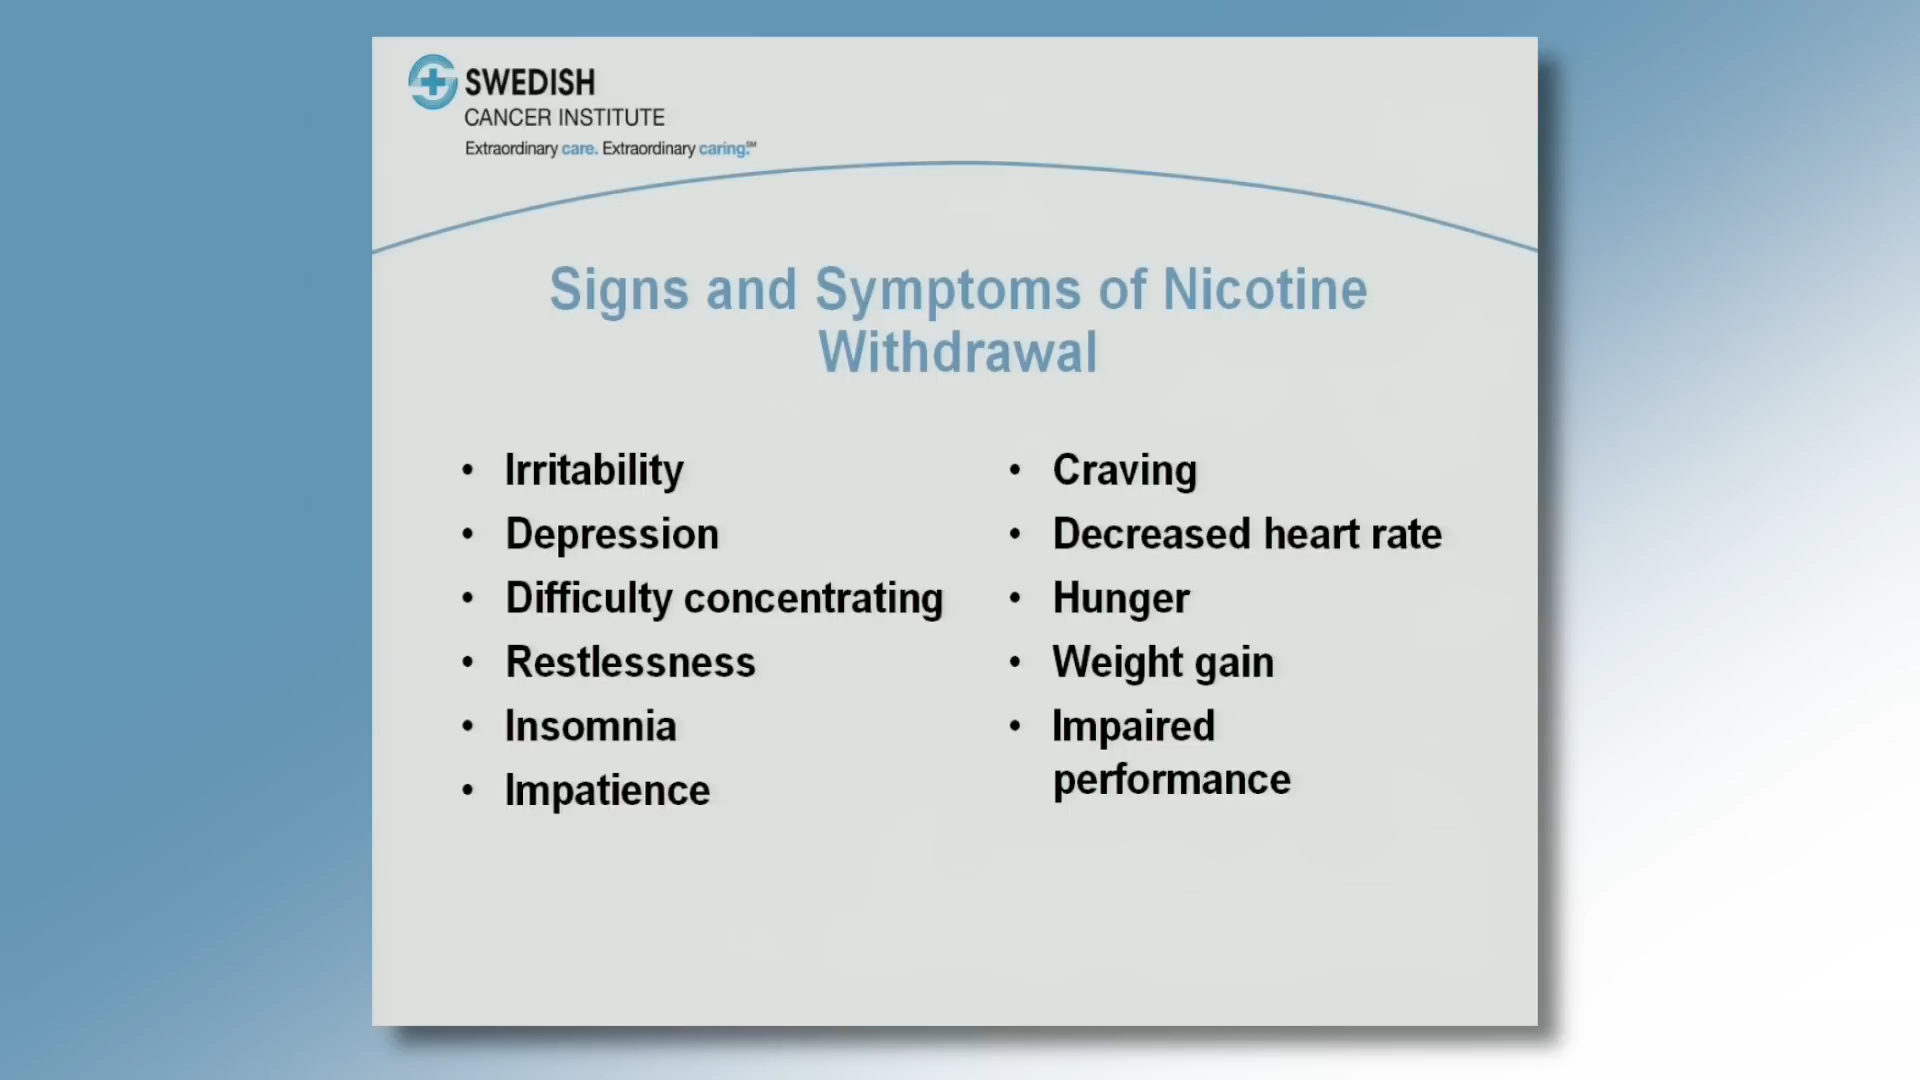 SWEDISH
CANCER INSTITUTE
Extraordinary care. Extraordinary caring.℠
Signs and Symptoms of Nicotine
Withdrawal
• Irritability
• Depression
• Difficulty concentrating
• Restlessness
• Insomnia
• Impatience
• Craving
• Decreased heart rate
• Hunger
• Weight gain
• Impaired
performance